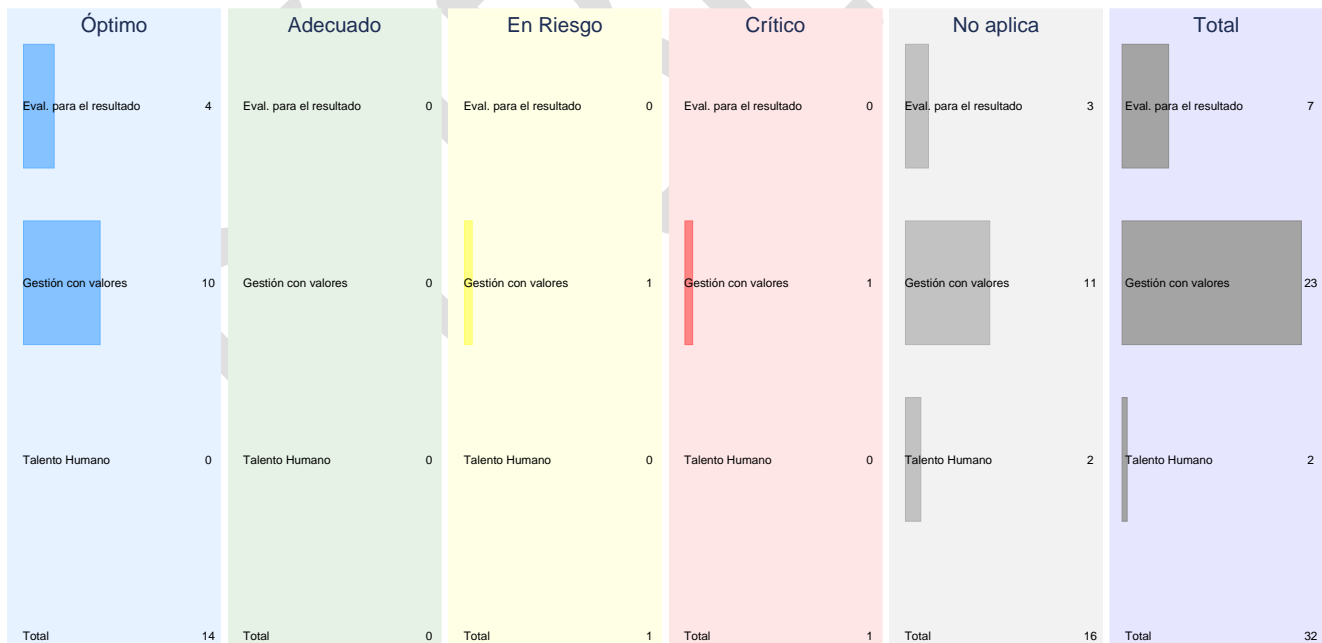 Óptimo Adecuado En Riesgo Crítico No aplica Total
Eval. para el resultado 4 Eval. para el resultado 0 Eval. para el resultado 0 Eval. para el resultado 0 Eval. para el resultado 3 Eval. para el resultado 7
Gestión con valores 10 Gestión con valores 0 Gestión con valores 1 Gestión con valores 1 Gestión con valores 11 Gestión con valores 23
Talento Humano 0 Talento Humano 0 Talento Humano 0 Talento Humano 0 Talento Humano 2 Talento Humano 2
Total 14 Total 0 Total 1 Total 1 Total 16 Total 32